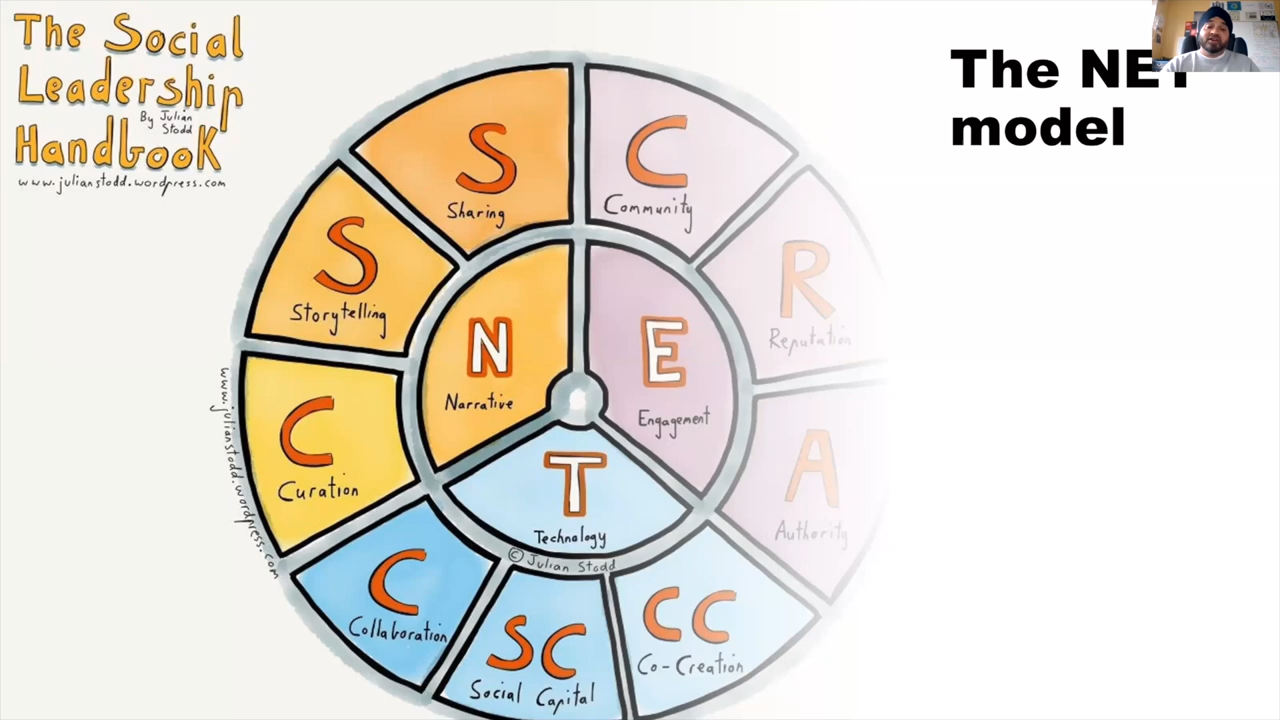 The Social
Leadership
By Julian
Stodd
Handbook
www.julianstodd.wordpress.com
The NET
model
S
Sharing
C
Community
S
Storytelling
R
Reputation
N
Narrative
E
Engagement
C
Curation
T
Technology
A
Authority
© Julian Stodd
C
Collaboration
SC
Social Capital
CC
Co-Creation
www.julianstodd.wordpress.com